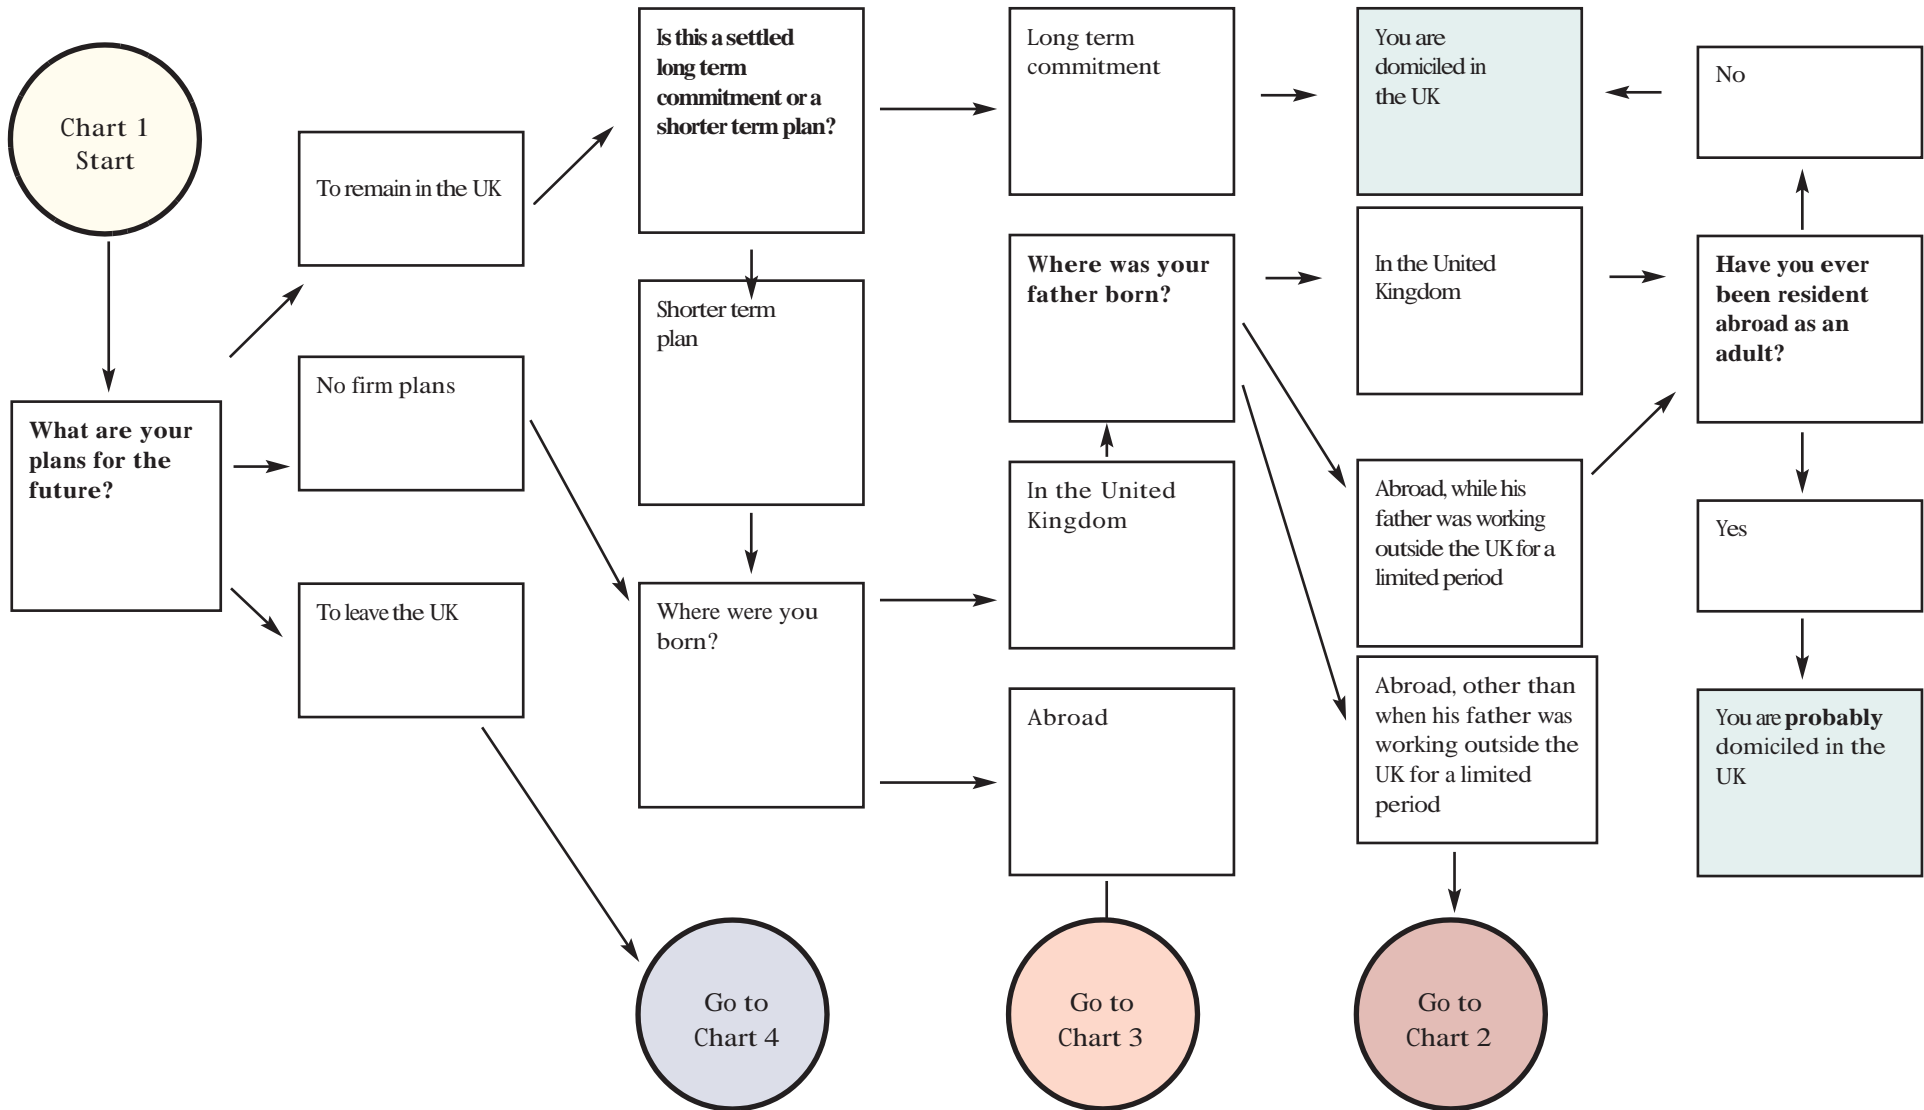 Chart 1
Start
What are your
plans for the
future?
To remain in the UK
No firm plans
To leave the UK
Is this a settled
long term
commitment or a
shorter term plan?
Shorter term
plan
Where were you
born?
Go to
Chart 4
Long term
commitment
Where was your
father born?
In the United
Kingdom
Abroad
Go to
Chart 3
You are
domiciled in
the UK
In the United
Kingdom
Abroad, while his
father was working
outside the UK for a
limited period
Abroad, other than
when his father was
working outside the
UK for a limited
period
Go to
Chart 2
No
Have you ever
been resident
abroad as an
adult?
Yes
You are probably
domiciled in the
UK